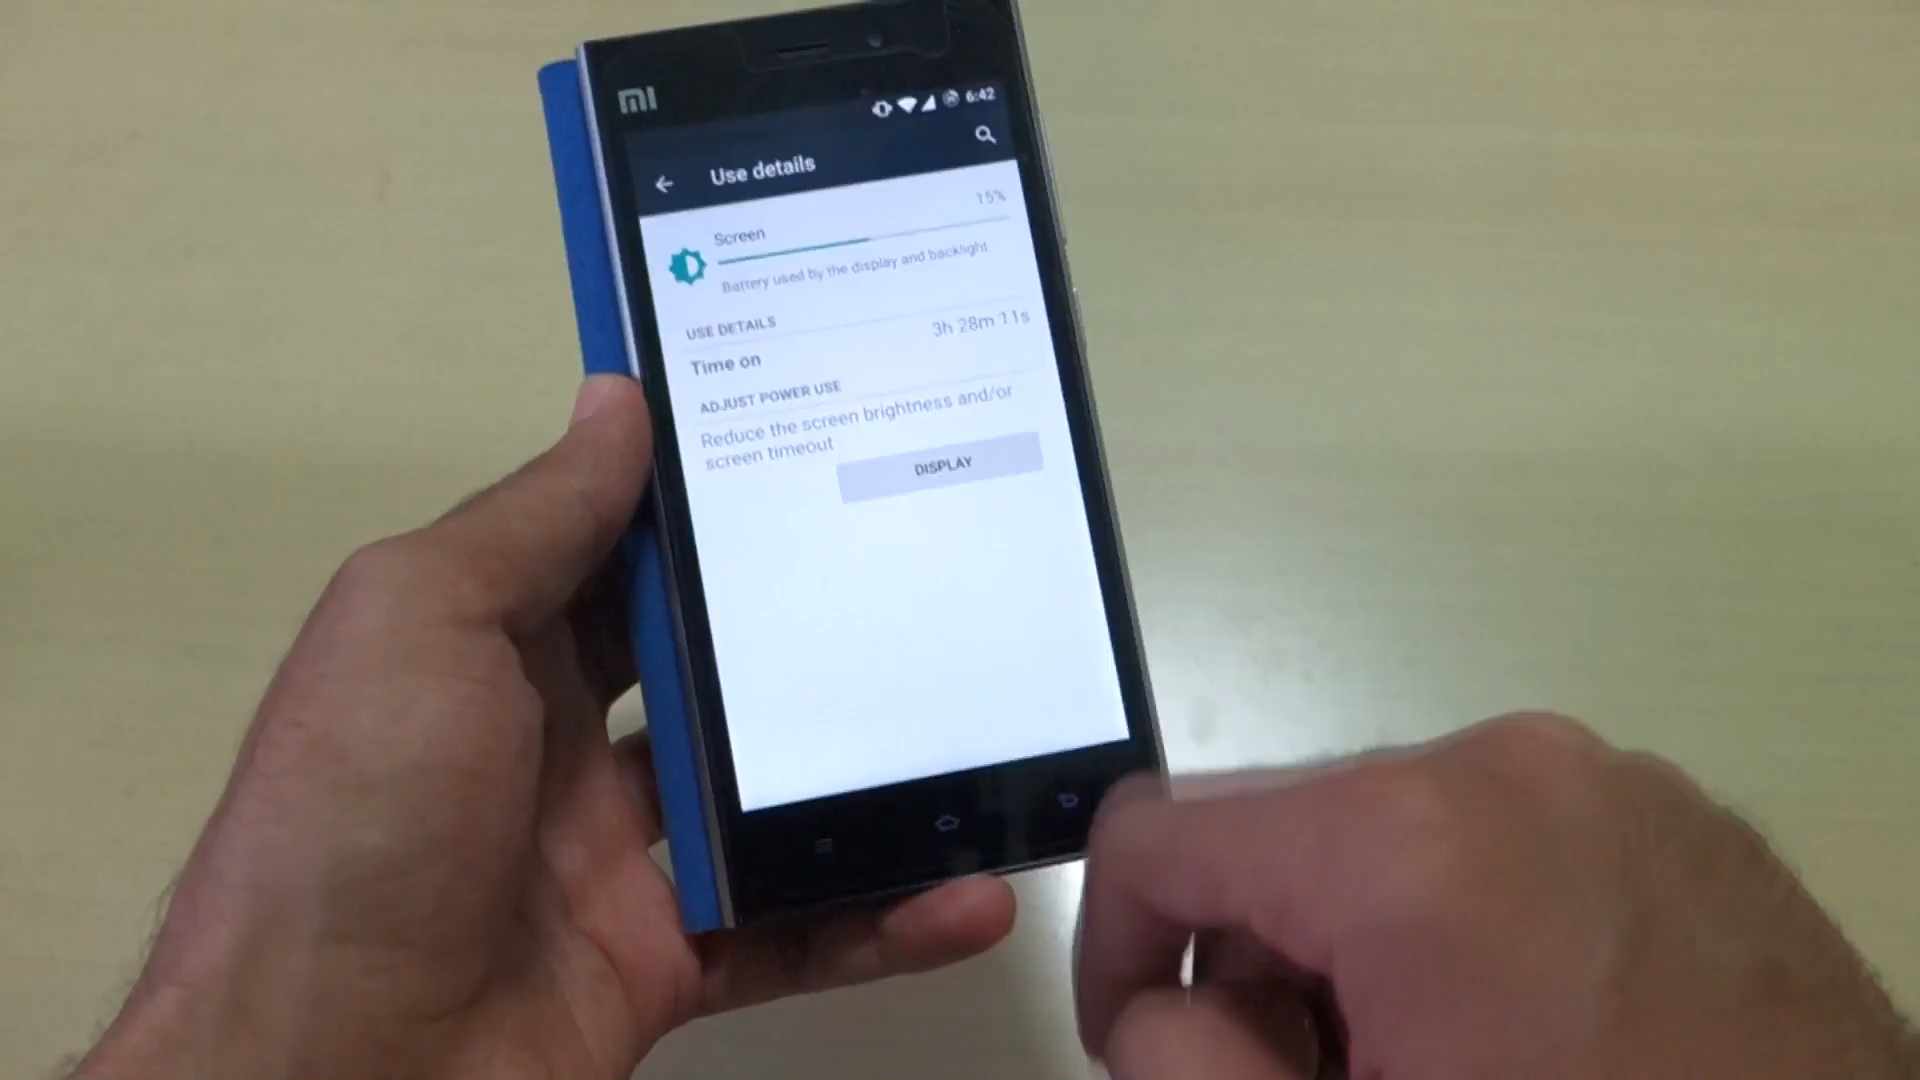 MI
6:42
Use details
15%
Screen
Battery used by the display and backlight
USE DETAILS
Time on 3h 28m 11s
ADJUST POWER USE
Reduce the screen brightness and/or
screen timeout
DISPLAY